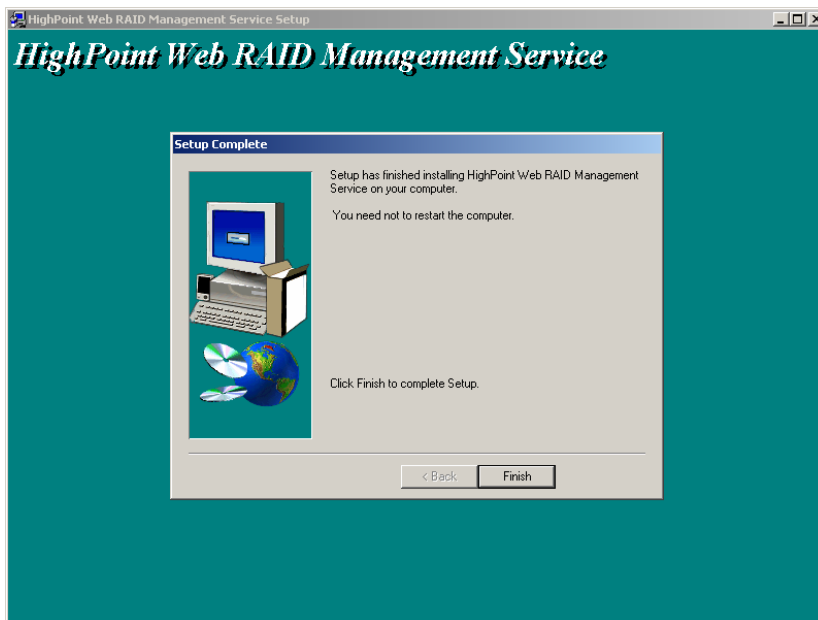 HighPoint Web RAID Management Service Setup
HighPoint Web RAID Management Service
Setup Complete
Setup has finished installing HighPoint Web RAID Management
Service on your computer.
You need not to restart the computer.
Click Finish to complete Setup.
< Back
Finish